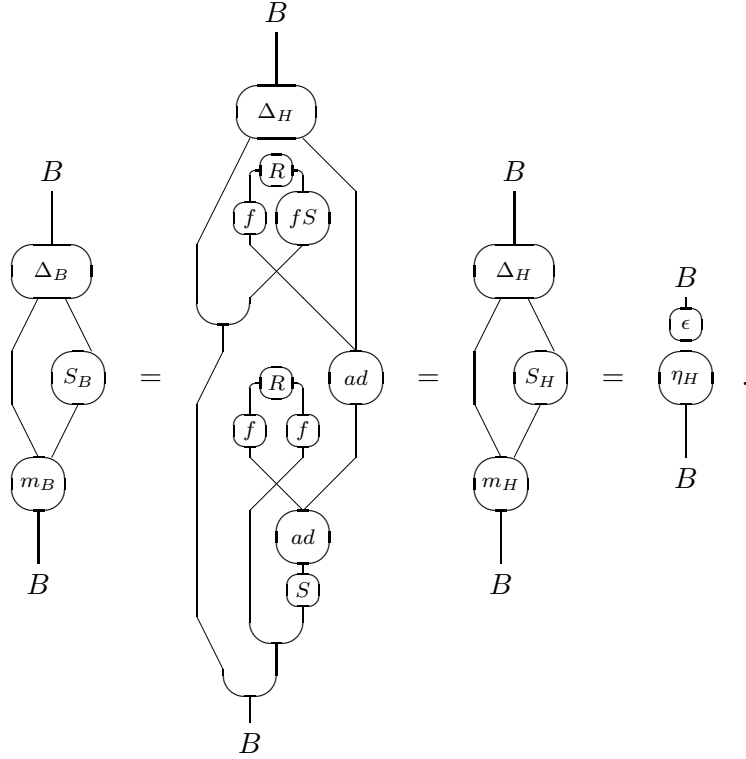 B
Δ_H
R
B
B
f
fS
Δ_B
Δ_H
B
ϵ
S_B
=
R
ad
=
S_H
=
η_H
.
f
f
m_B
m_H
B
ad
B
S
B
B